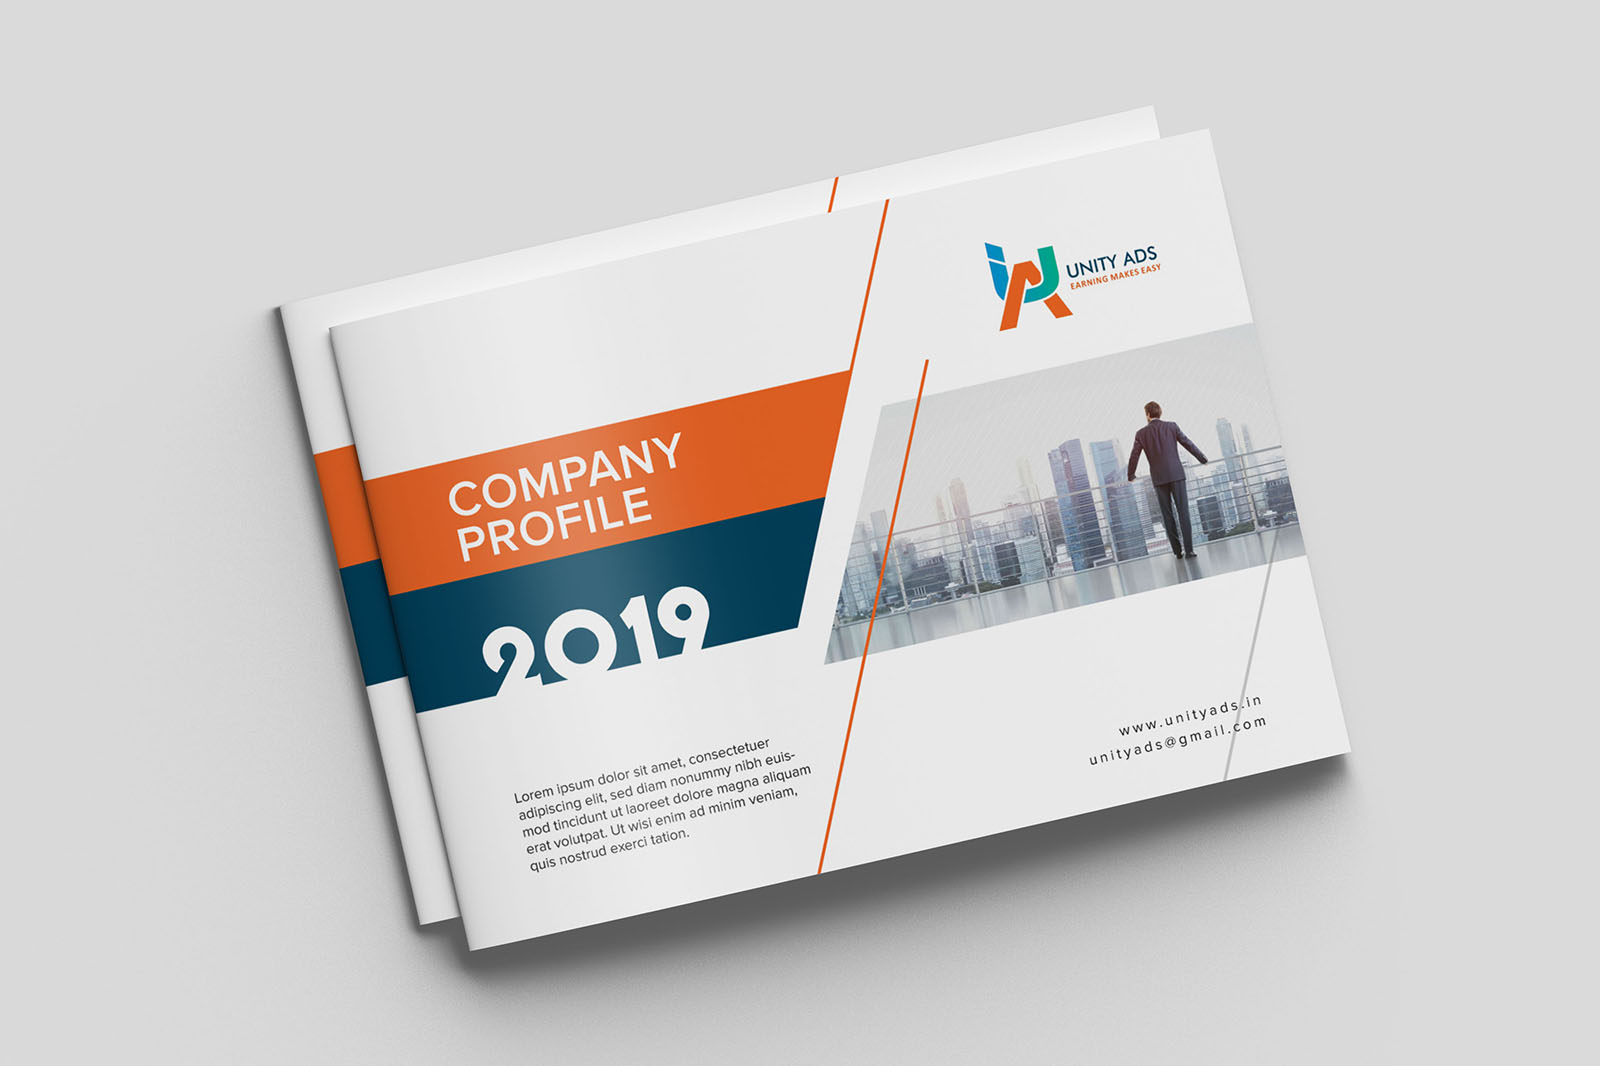 UNITY ADS
EARNING MAKES EASY
COMPANY
PROFILE
2019
Lorem ipsum dolor sit amet, consectetuer
adipiscing elit, sed diam nonummy nibh euis-
mod tincidunt ut laoreet dolore magna aliquam
erat volutpat. Ut wisi enim ad minim veniam,
quis nostrud exerci tation.
www.unityads.in
unityads@gmail.com